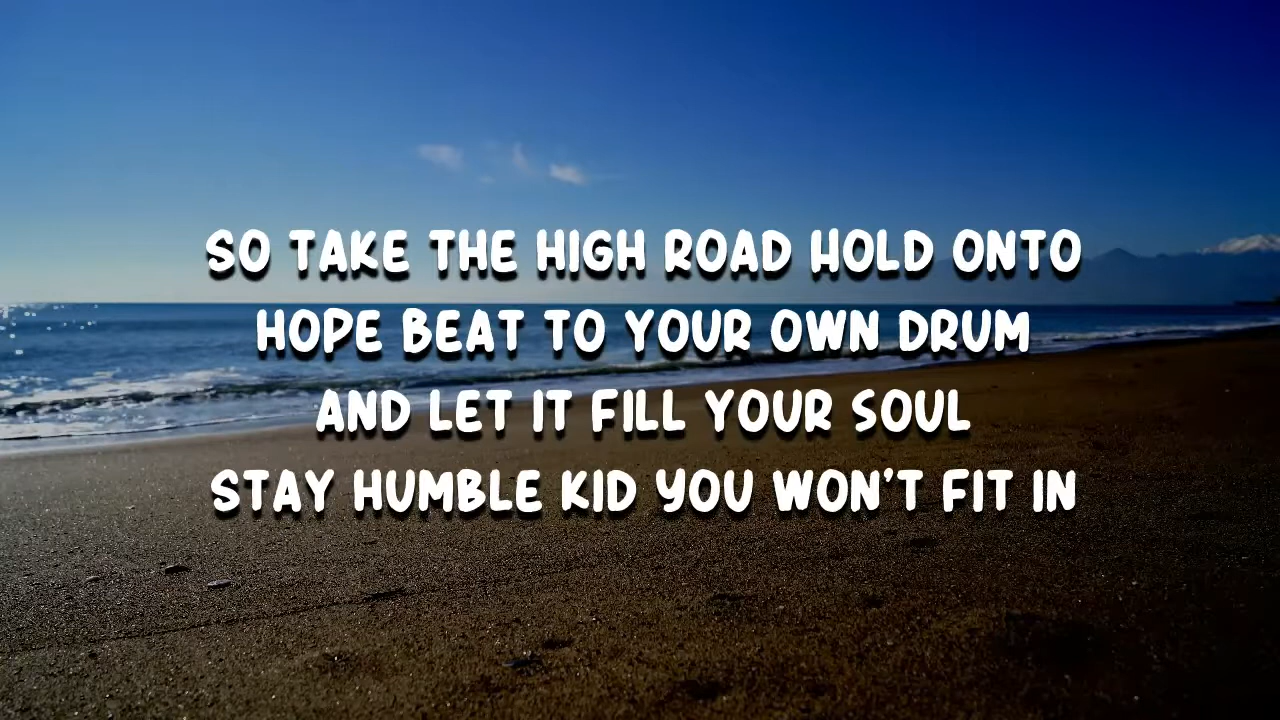 SO TAKE THE HIGH ROAD HOLD ONTO
HOPE BEAT TO YOUR OWN DRUM
AND LET IT FILL YOUR SOUL
STAY HUMBLE KID YOU WON'T FIT IN